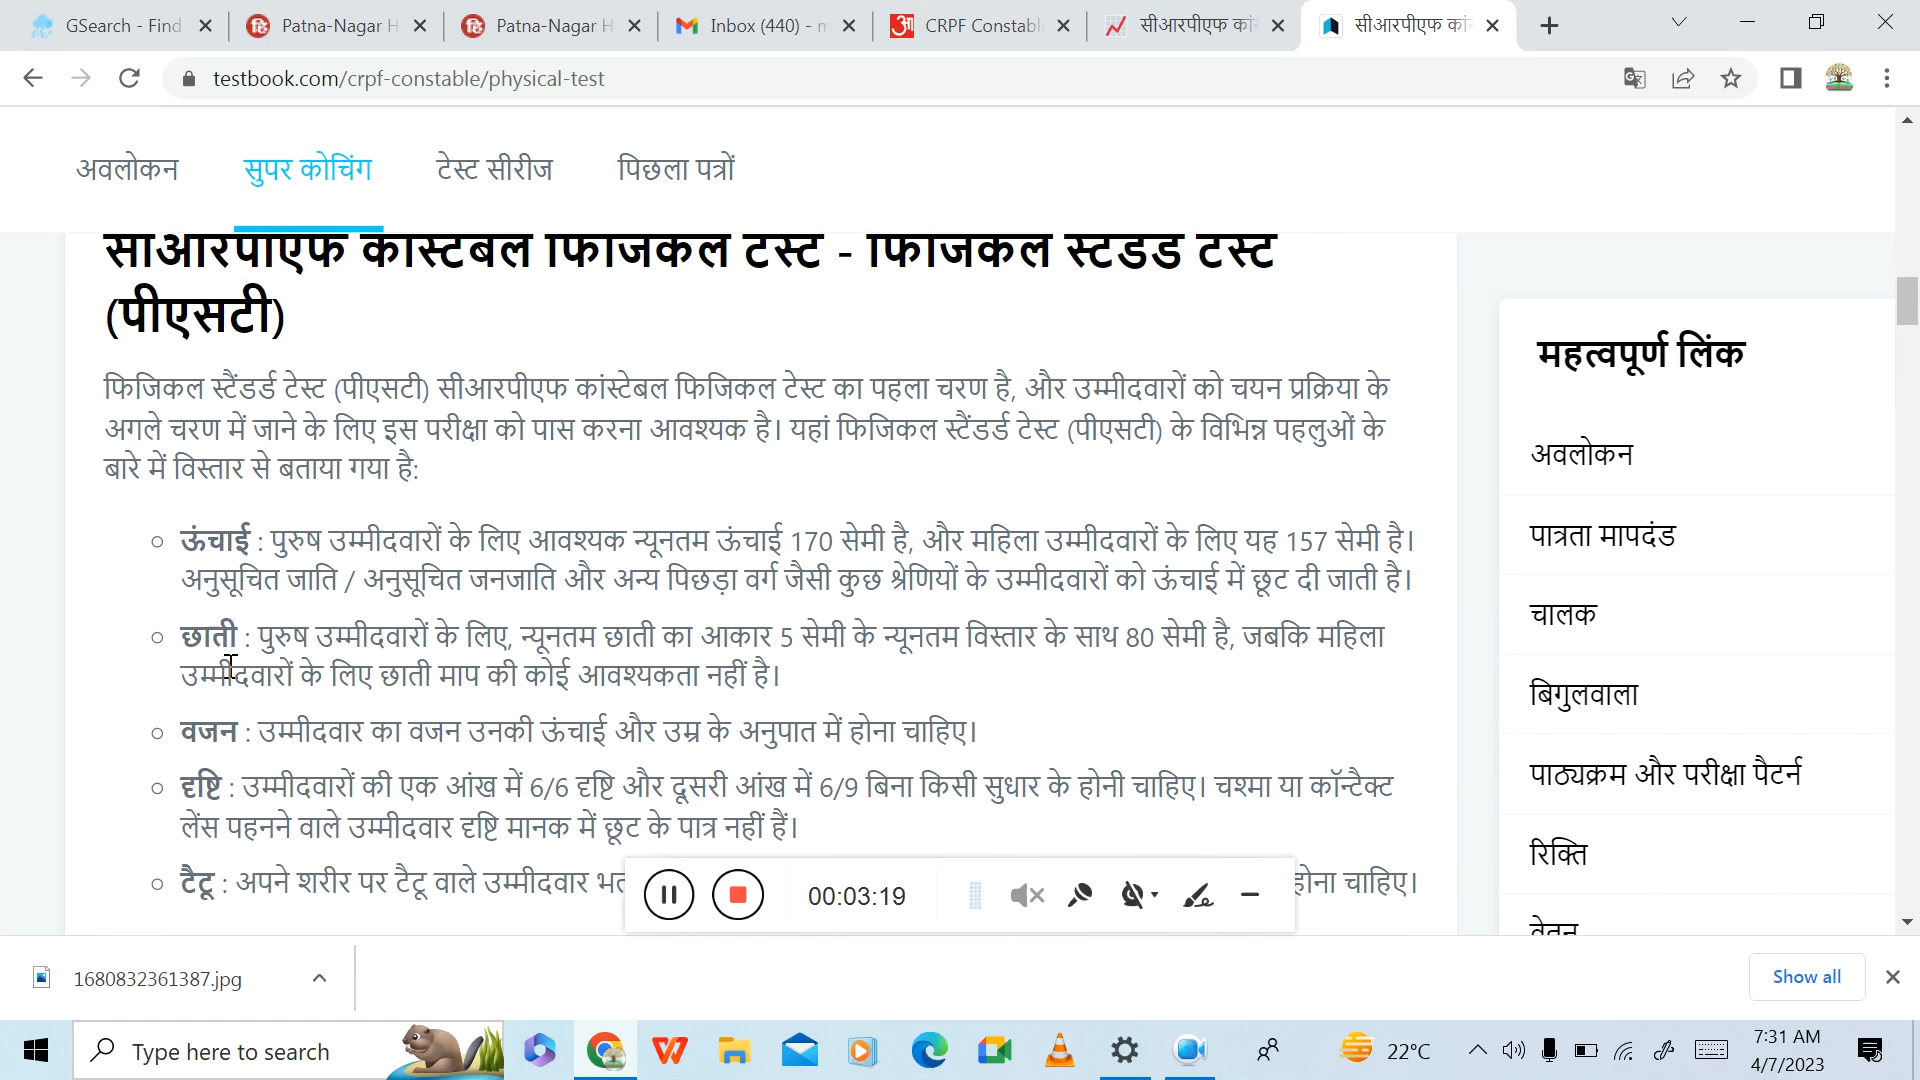 GSearch - Find
Patna-Nagar H
Patna-Nagar H
Inbox (440) - m
CRPF Constabl
सीआरपीएफ कां
सीआरपीएफ कां
testbook.com/crpf-constable/physical-test
अवलोकन
सुपर कोचिंग
टेस्ट सीरीज
पिछला पत्रों
सीआरपीएफ कांस्टेबल फिजिकल टेस्ट - फिजिकल स्टैंडर्ड टेस्ट
(पीएसटी)
फिजिकल स्टैंडर्ड टेस्ट (पीएसटी) सीआरपीएफ कांस्टेबल फिजिकल टेस्ट का पहला चरण है, और उम्मीदवारों को चयन प्रक्रिया के
अगले चरण में जाने के लिए इस परीक्षा को पास करना आवश्यक है। यहां फिजिकल स्टैंडर्ड टेस्ट (पीएसटी) के विभिन्न पहलुओं के
बारे में विस्तार से बताया गया है:
ऊंचाई : पुरुष उम्मीदवारों के लिए आवश्यक न्यूनतम ऊंचाई 170 सेमी है, और महिला उम्मीदवारों के लिए यह 157 सेमी है।
अनुसूचित जाति / अनुसूचित जनजाति और अन्य पिछड़ा वर्ग जैसी कुछ श्रेणियों के उम्मीदवारों को ऊंचाई में छूट दी जाती है।
छाती : पुरुष उम्मीदवारों के लिए, न्यूनतम छाती का आकार 5 सेमी के न्यूनतम विस्तार के साथ 80 सेमी है, जबकि महिला
उम्मीदवारों के लिए छाती माप की कोई आवश्यकता नहीं है।
वजन : उम्मीदवार का वजन उनकी ऊंचाई और उम्र के अनुपात में होना चाहिए।
दृष्टि : उम्मीदवारों की एक आंख में 6/6 दृष्टि और दूसरी आंख में 6/9 बिना किसी सुधार के होनी चाहिए। चश्मा या कॉन्टैक्ट
लेंस पहनने वाले उम्मीदवार दृष्टि मानक में छूट के पात्र नहीं हैं।
टैटू : अपने शरीर पर टैटू वाले उम्मीदवार होना चाहिए।
महत्वपूर्ण लिंक
अवलोकन
पात्रता मापदंड
चालक
बिगुलवाला
पाठ्यक्रम और परीक्षा पैटर्न
रिक्ति
वेतन
00:03:19
1680832361387.jpg
Show all
Type here to search
22°C
7:31 AM
4/7/2023